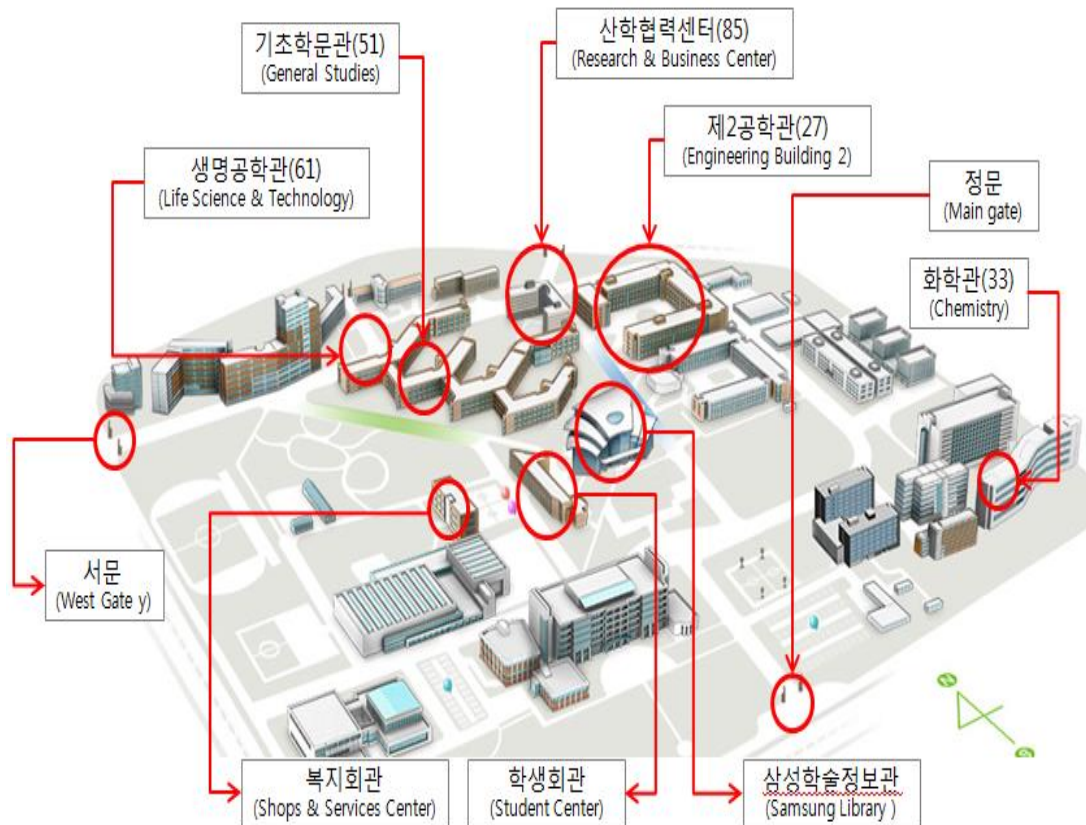 산학협력센터(85)
(Research & Business Center)
기초학문관(51)
(General Studies)
제2공학관(27)
(Engineering Building 2)
생명공학관(61)
(Life Science & Technology)
정문
(Main gate)
화학관(33)
(Chemistry)
서문
(West Gate y)
N
복지회관
(Shops & Services Center)
학생회관
(Student Center)
삼성학술정보관
(Samsung Library )